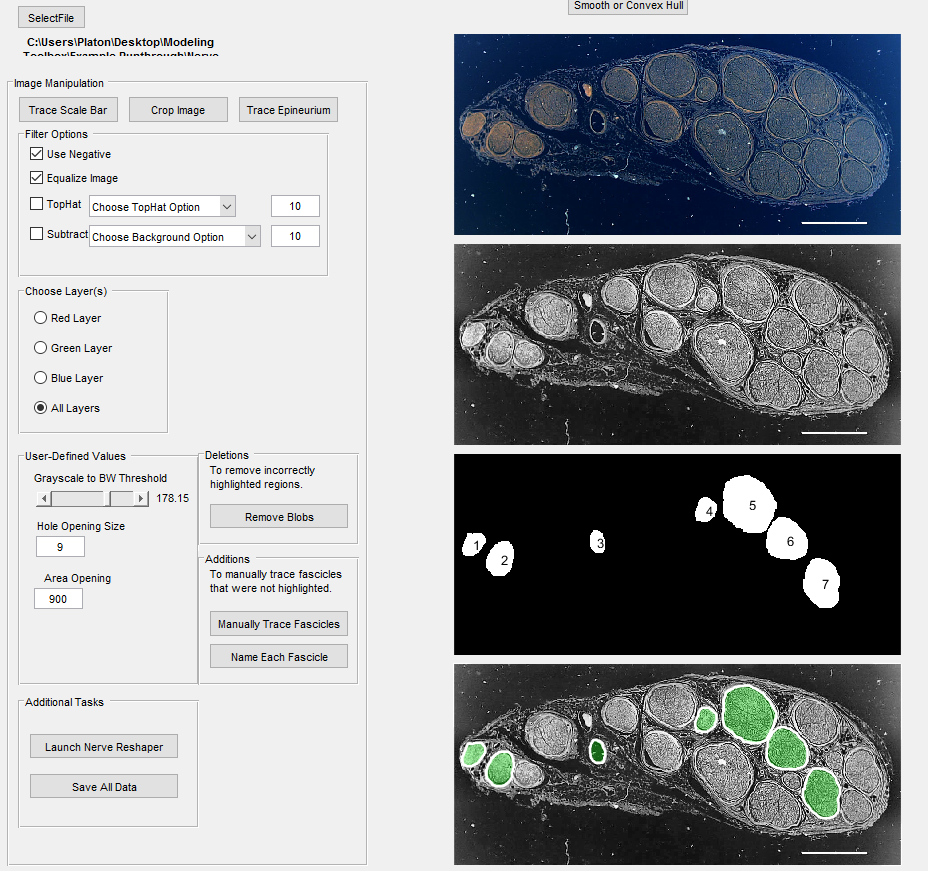 SelectFile
Smooth or Convex Hull
C:\Users\Platon\Desktop\Modeling
Toolbox\Example Runthrough\Nerve
Image Manipulation
Trace Scale Bar
Crop Image
Trace Epineurium
Filter Options
Use Negative
Equalize Image
TopHat
Choose TopHat Option
10
Subtract
Choose Background Option
10
Choose Layer(s)
Red Layer
Green Layer
Blue Layer
All Layers
User-Defined Values
Grayscale to BW Threshold
178.15
Hole Opening Size
9
Area Opening
900
Deletions
To remove incorrectly
highlighted regions.
Remove Blobs
Additions
To manually trace fascicles
that were not highlighted.
Manually Trace Fascicles
Name Each Fascicle
Additional Tasks
Launch Nerve Reshaper
Save All Data
1
2
3
4
5
6
7